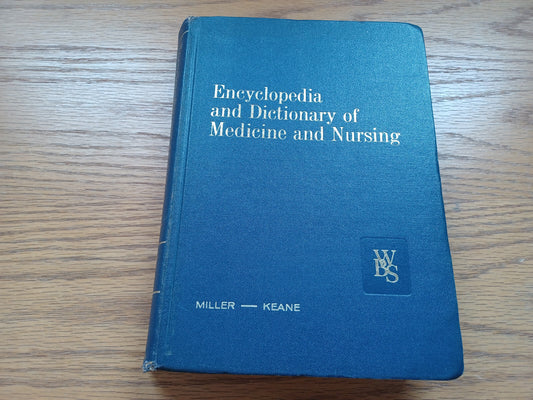 Encyclopedia
and Dictionary of
Medicine and Nursing
WBS
MILLER — KEANE